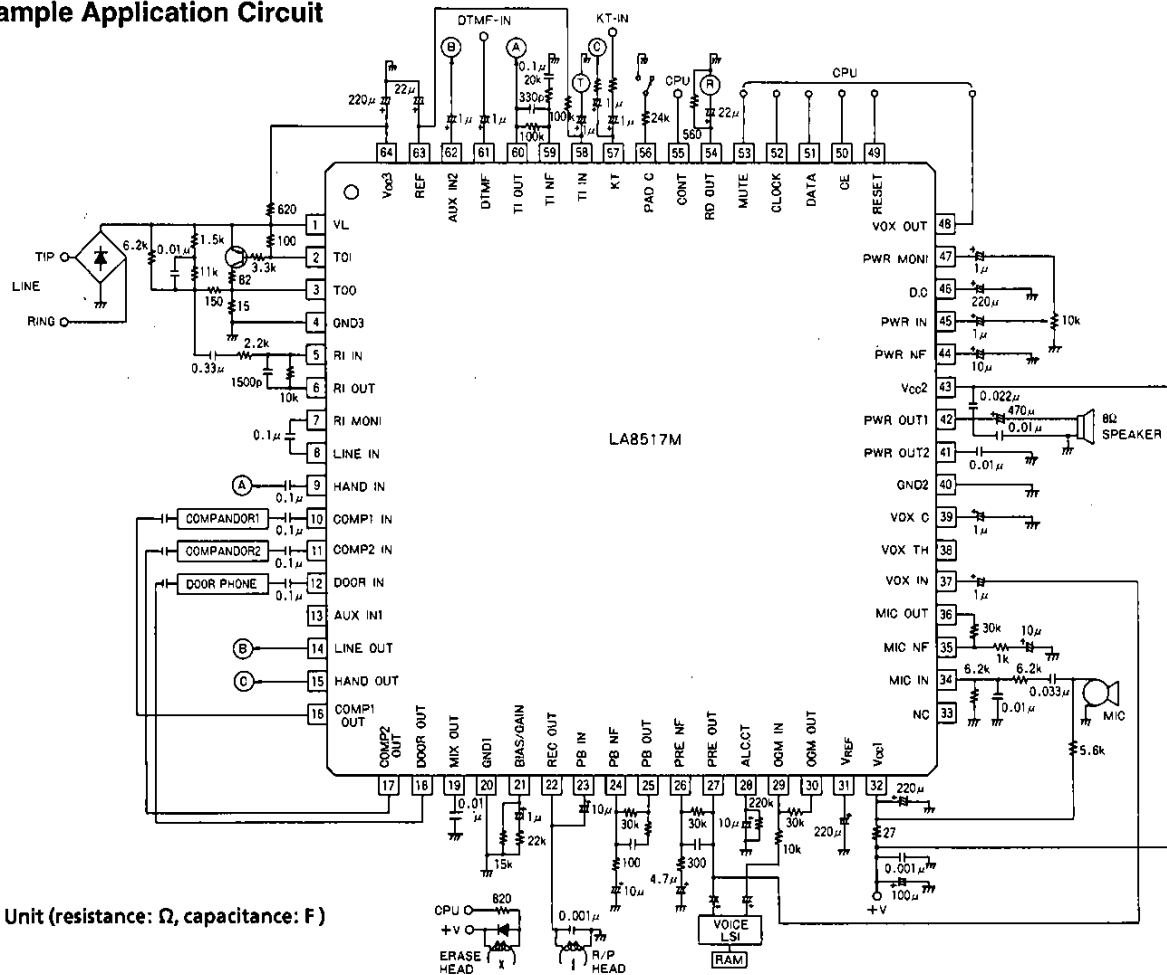 ample Application Circuit
DTMF-IN
KT-IN
B
A
C
T
R
CPU
CPU
220μ
22μ
1μ
1μ
0.1μ
20k
330p
100k
100k
1μ
1μ
1μ
24k
560
22μ
64 63 62 61 60 59 58 57 56 55 54 53 52 51 50 49
Vcc3
REF
AUX IN2
DTMF
TI OUT
TI NF
TI IN
KT
PAD C
CONT
RD OUT
MUTE
CLOCK
DATA
CE
RESET
TIP
LINE
RING
6.2k
0.01μ
1.5k
11k
150
620
100
3.3k
82
15
0.33μ
2.2k
1500p
10k
0.1μ
1 VL
2 TOI
3 TOO
4 GND3
5 RI IN
6 RI OUT
7 RI MONI
8 LINE IN
A 0.1μ 9 HAND IN
COMPANDOR1 0.1μ 10 COMP1 IN
COMPANDOR2 0.1μ 11 COMP2 IN
DOOR PHONE 0.1μ 12 DOOR IN
13 AUX IN1
B 14 LINE OUT
C 15 HAND OUT
16 COMP1 OUT
LA8517M
VOX OUT 48
PWR MONI 47 1μ
D.C 46 220μ
PWR IN 45 1μ 10k
PWR NF 44 10μ
Vcc2 43
0.022μ
PWR OUT1 42 470μ 8Ω
0.01μ SPEAKER
PWR OUT2 41 0.01μ
GND2 40
VOX C 39 1μ
VOX TH 38
VOX IN 37 1μ
MIC OUT 36
30k
10μ
MIC NF 35 1k
MIC IN 34 6.2k 6.2k 0.033μ
0.01μ
MIC
NC 33
5.6k
COMP2 OUT
DOOR OUT
MIX OUT
GND1
BIAS/GAIN
REC OUT
PB IN
PB NF
PB OUT
PRE NF
PRE OUT
ALC.CT
OGM IN
OGM OUT
VREF
Vcc1
17 18 19 20 21 22 23 24 25 26 27 28 29 30 31 32
0.01μ
1μ
22k
15k
10μ
30k
100
10μ
30k
300
4.7μ
10μ
220k
30k
10k
220μ
220μ
27
0.001μ
100μ
+V
VOICE LSI
RAM
CPU
820
+V
ERASE HEAD
0.001μ
R/P HEAD
Unit (resistance: Ω, capacitance: F)